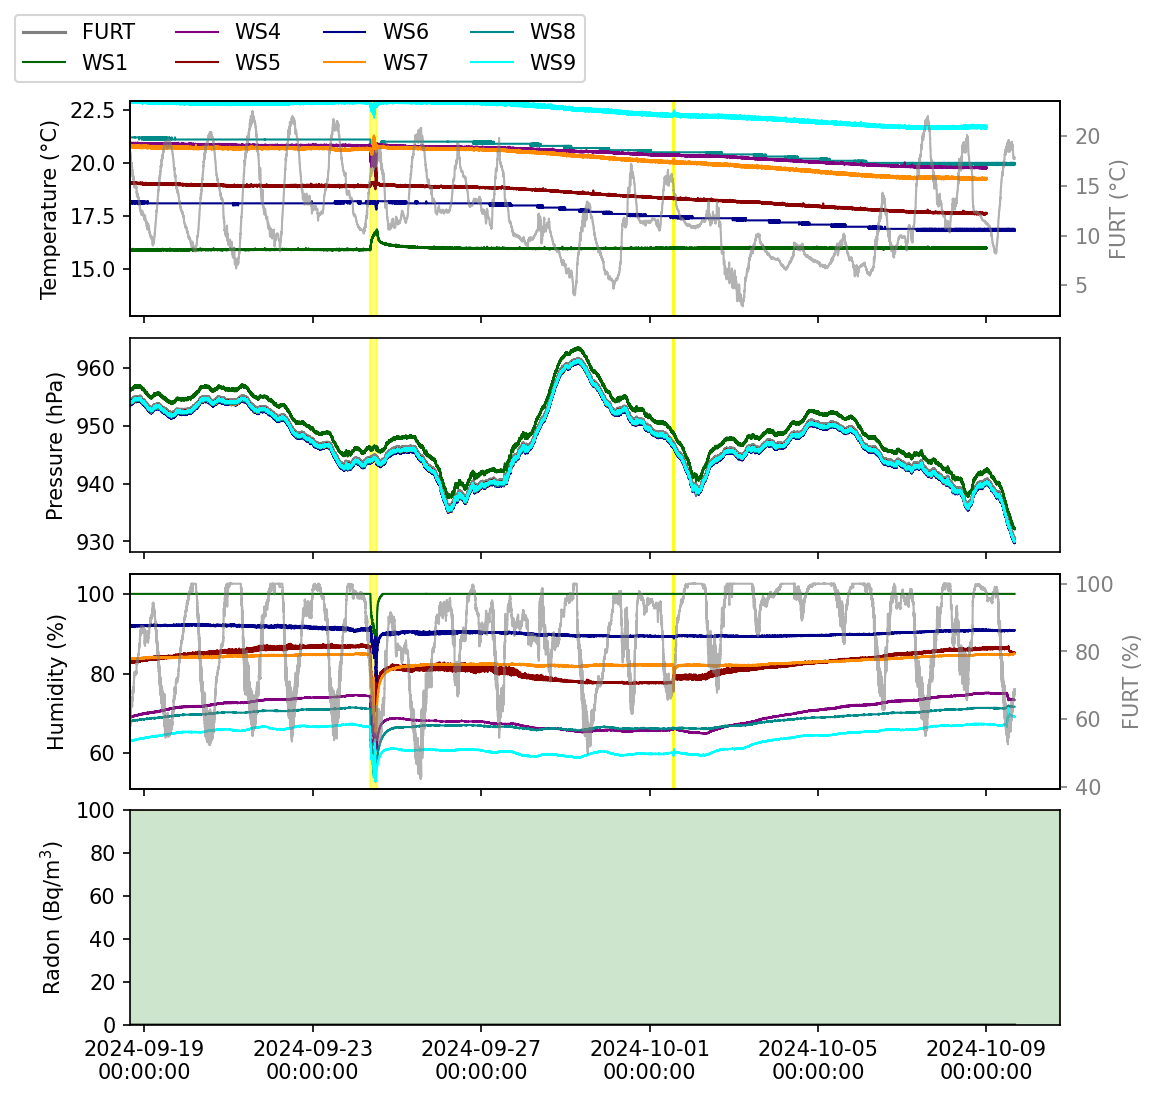 FURT WS4 WS6 WS8
WS1 WS5 WS7 WS9
Temperature (°C)
22.5
20.0
17.5
15.0
20
15
10
5
FURT (°C)
Pressure (hPa)
960
950
940
930
Humidity (%)
100
80
60
100
80
60
40
FURT (%)
Radon (Bq/m³)
100
80
60
40
20
0
2024-09-19 2024-09-23 2024-09-27 2024-10-01 2024-10-05 2024-10-09
00:00:00 00:00:00 00:00:00 00:00:00 00:00:00 00:00:00